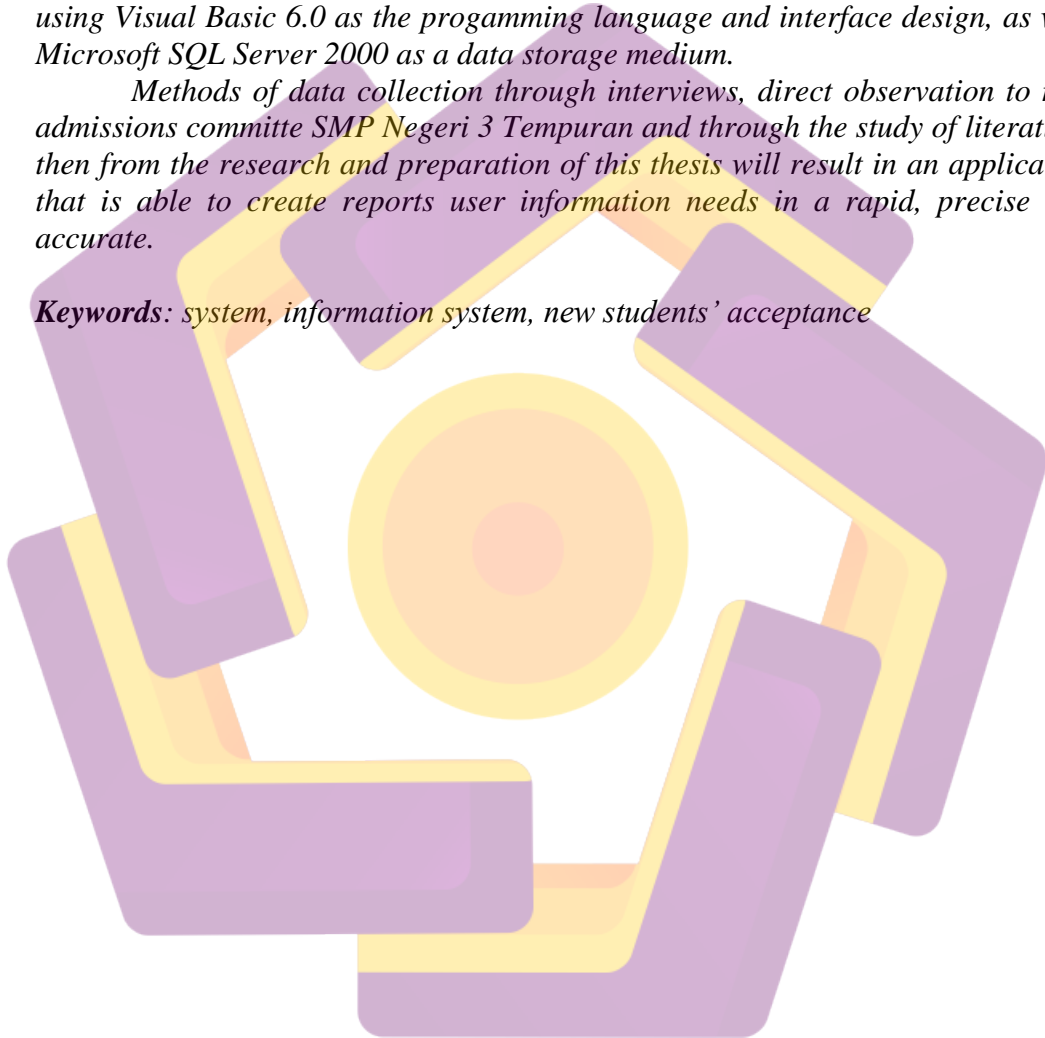 using Visual Basic 6.0 as the progamming language and interface design, as
Microsoft SQL Server 2000 as a data storage medium.
Methods of data collection through interviews, direct observation to
admissions committe SMP Negeri 3 Tempuran and through the study of
then from the research and preparation of this thesis will result in an
that is able to create reports user information needs in a rapid, precise
accurate.
Keywords: system, information system, new students’ acceptance